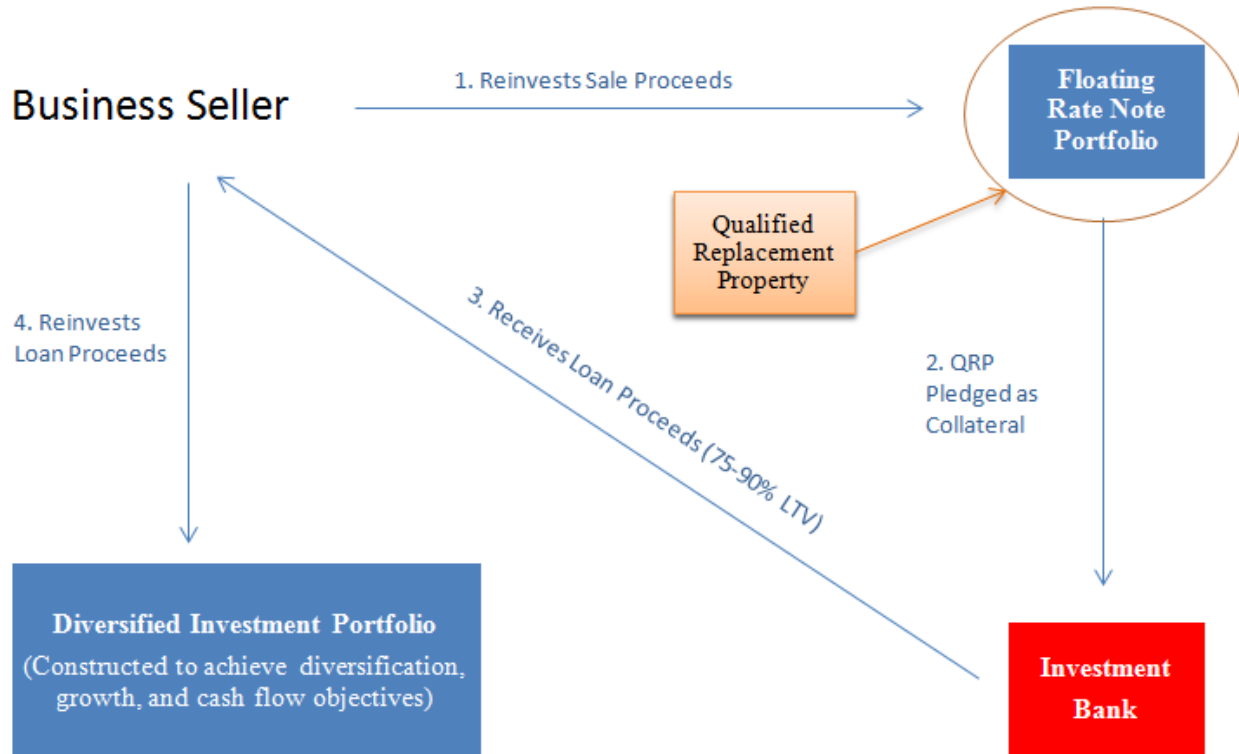 1. Reinvests Sale Proceeds
Business Seller
Floating
Rate Note
Portfolio
Qualified
Replacement
Property
4. Reinvests
Loan Proceeds
3. Receives Loan Proceeds (75-90% LTV)
2. QRP
Pledged as
Collateral
Diversified Investment Portfolio
(Constructed to achieve diversification,
growth, and cash flow objectives)
Investment
Bank